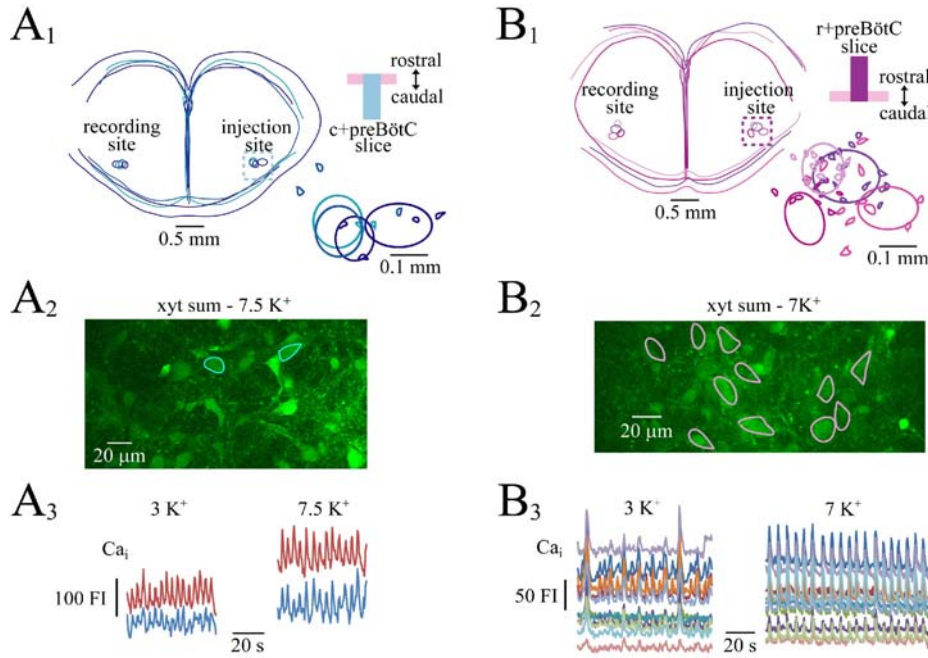 A1
B1
rostral
caudal
c+preBötC
slice
recording
site
injection
site
0.5 mm
0.1 mm
r+preBötC
slice
rostral
caudal
recording
site
injection
site
0.5 mm
0.1 mm
A2
xyt sum - 7.5 K+
20 μm
B2
xyt sum - 7K+
20 μm
A3
3 K+
7.5 K+
Cai
100 FI
20 s
B3
3 K+
7 K+
Cai
50 FI
20 s